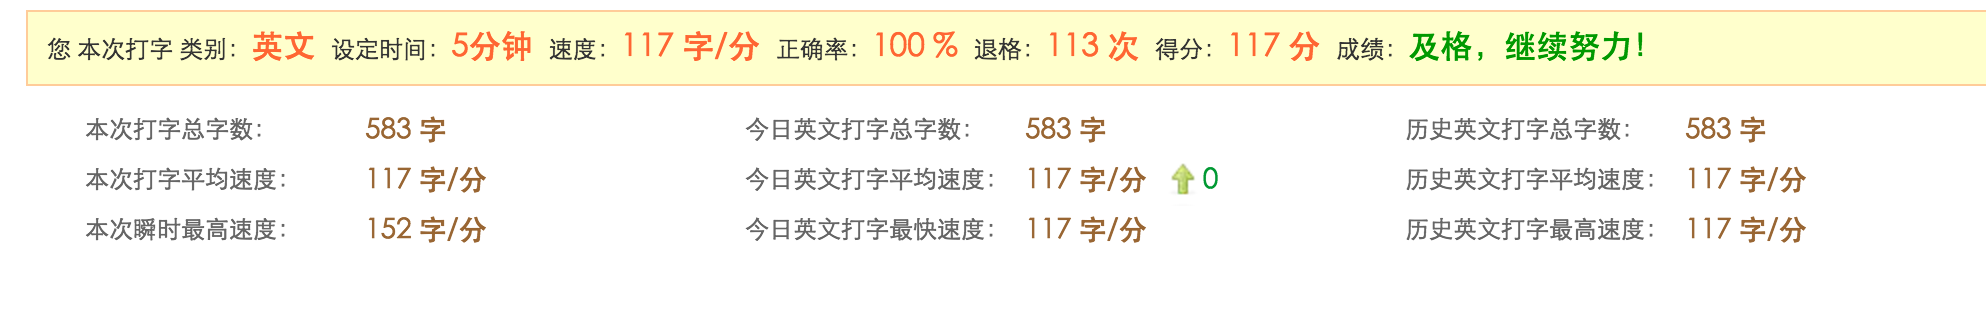 您 本次打字 类别： 英文 设定时间： 5分钟 速度： 117 字/分 正确率： 100 % 退格： 113 次 得分： 117 分 成绩： 及格，继续努力！
本次打字总字数： 583 字 今日英文打字总字数： 583 字 历史英文打字总字数： 583 字
本次打字平均速度： 117 字/分 今日英文打字平均速度： 117 字/分 0 历史英文打字平均速度： 117 字/分
本次瞬时最高速度： 152 字/分 今日英文打字最快速度： 117 字/分 历史英文打字最高速度： 117 字/分